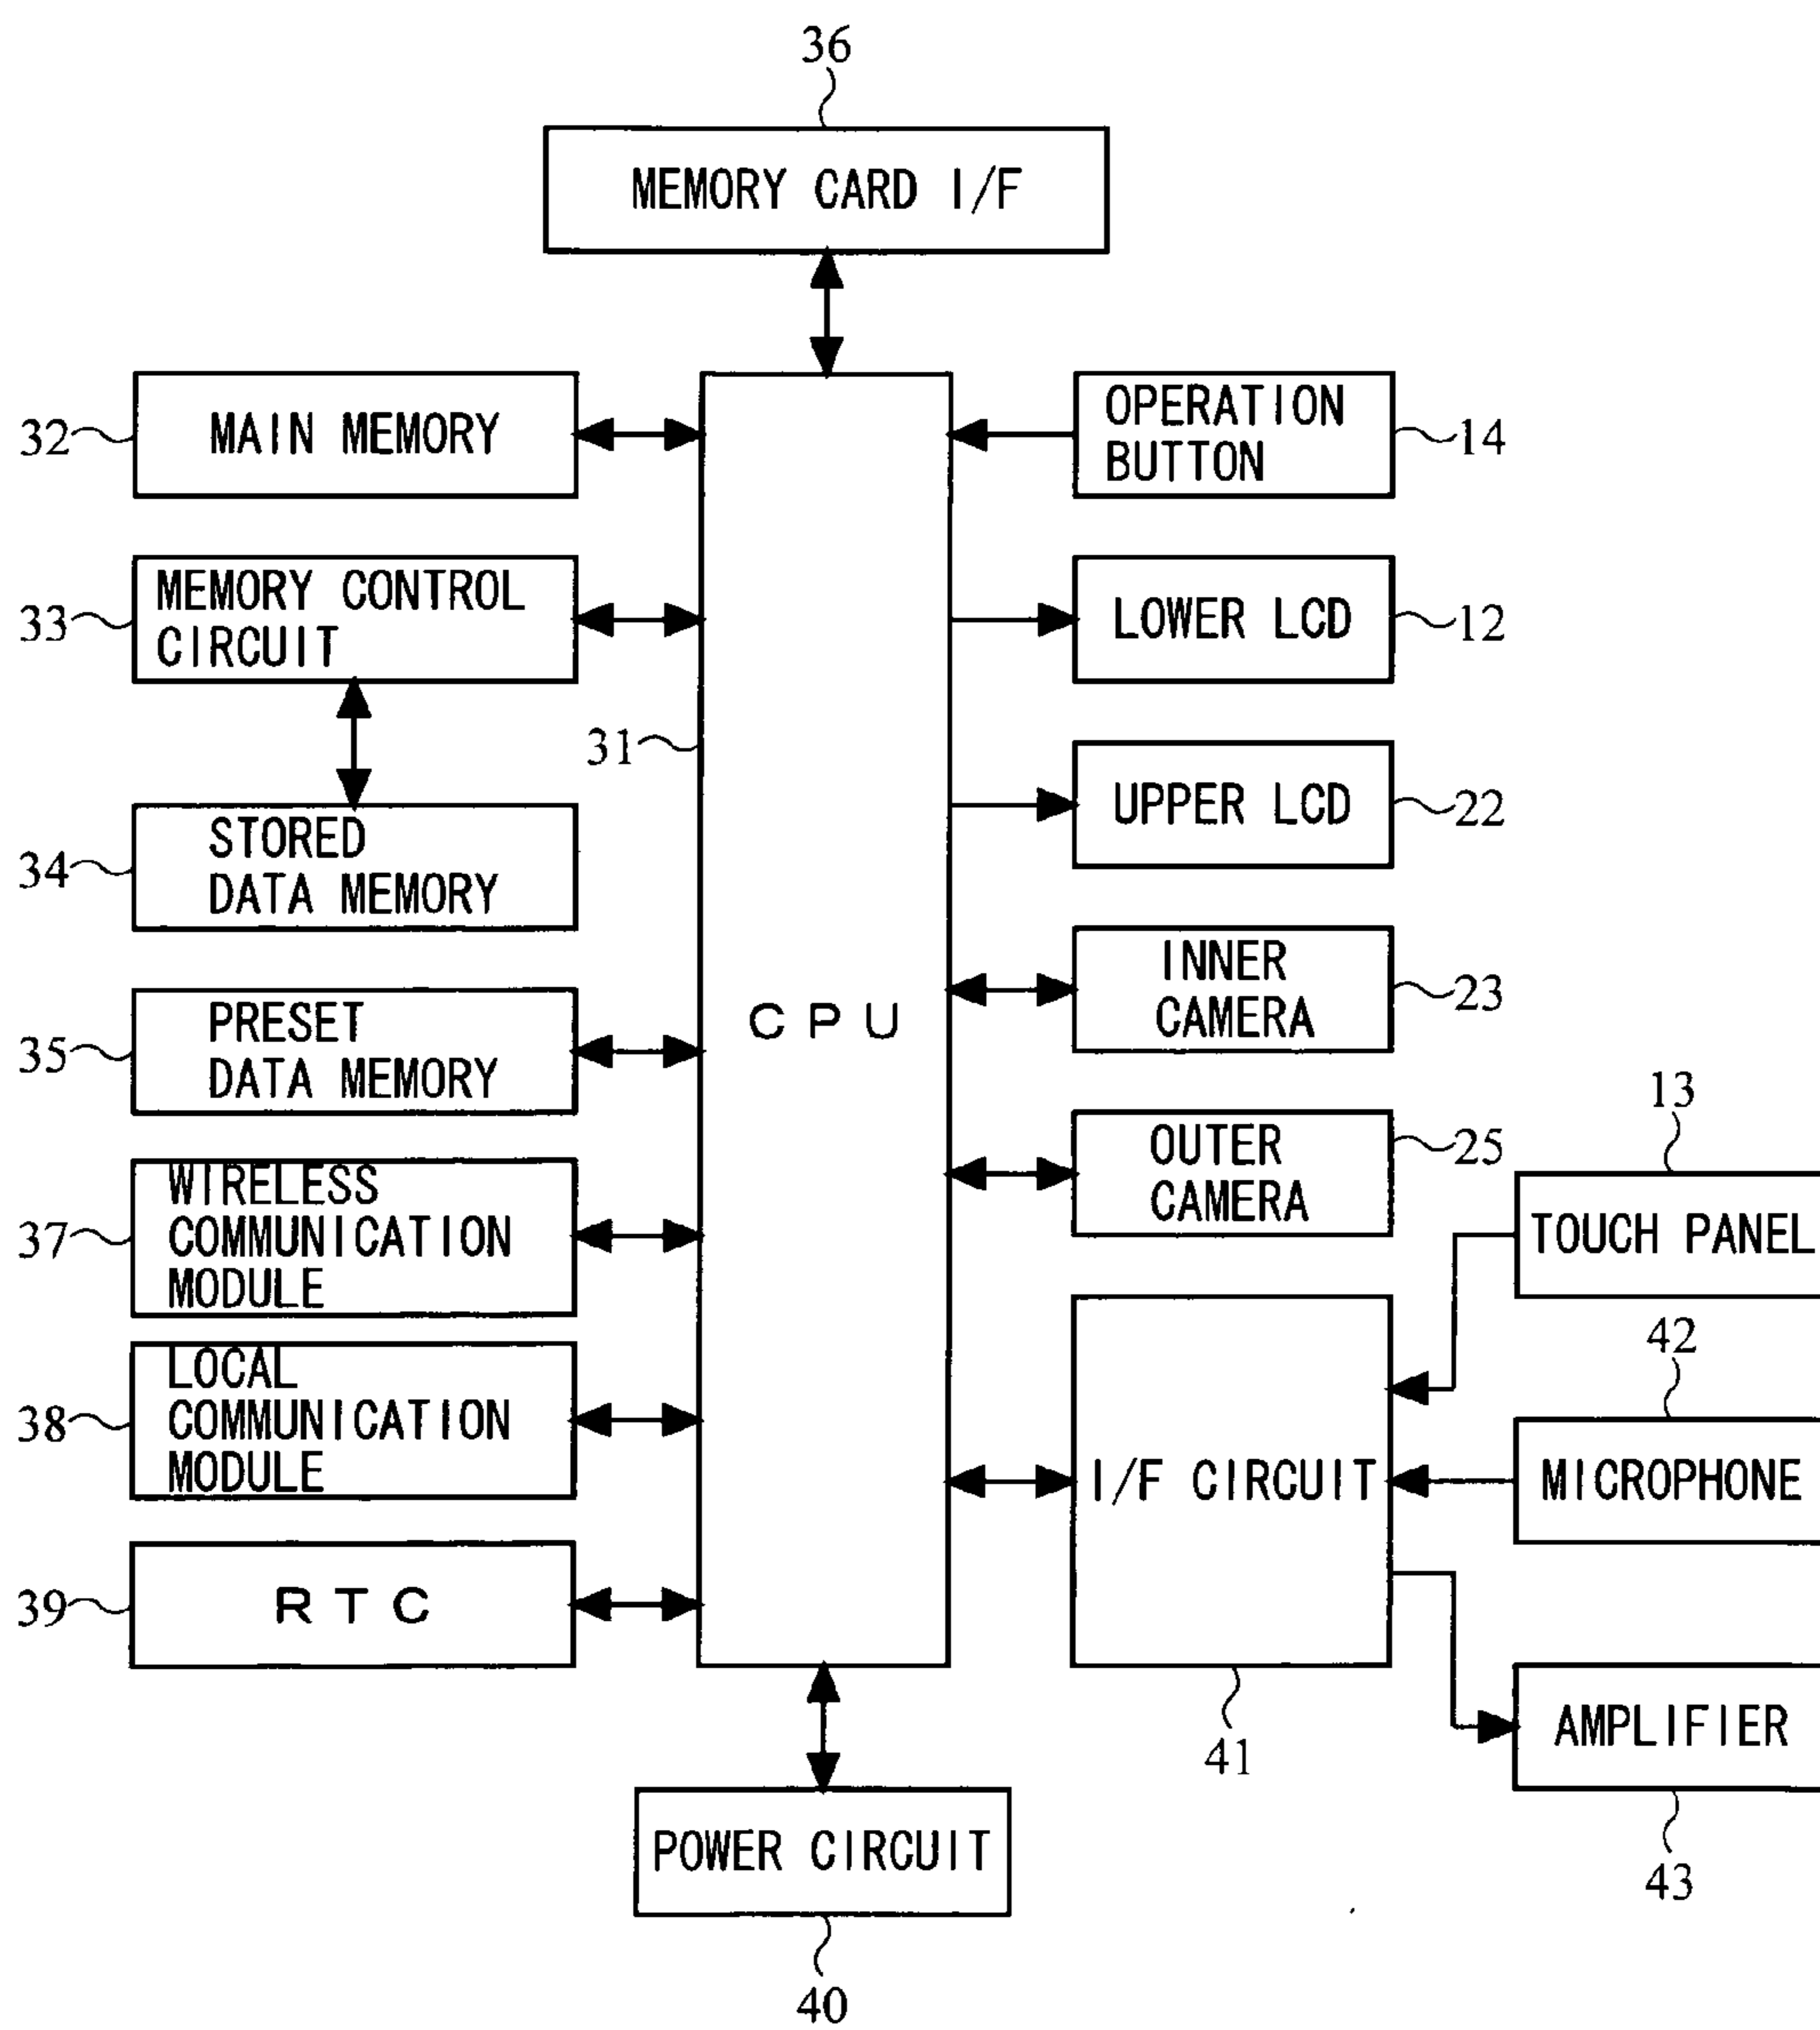 36
MEMORY CARD I/F
32
MAIN MEMORY
OPERATION
BUTTON
14
33
MEMORY CONTROL
CIRCUIT
LOWER LCD
12
31
UPPER LCD
22
34
STORED
DATA MEMORY
INNER
CAMERA
23
35
PRESET
DATA MEMORY
CPU
OUTER
CAMERA
25
13
TOUCH PANEL
37
WIRELESS
COMMUNICATION
MODULE
42
38
LOCAL
COMMUNICATION
MODULE
I/F CIRCUIT
MICROPHONE
39
RTC
41
AMPLIFIER
43
POWER CIRCUIT
40